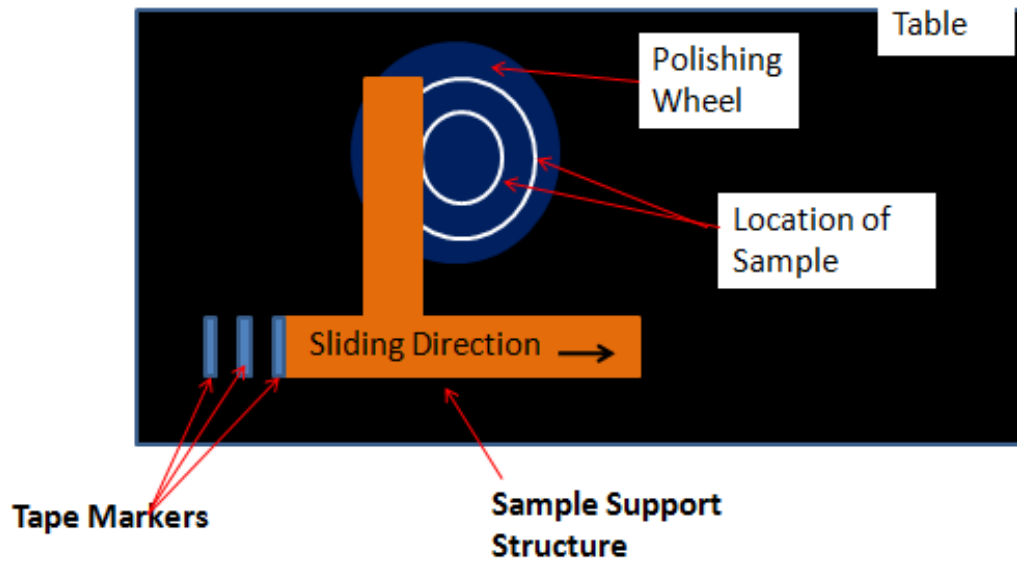 Table
Polishing
Wheel
Location of
Sample
Sliding Direction
Tape Markers
Sample Support
Structure